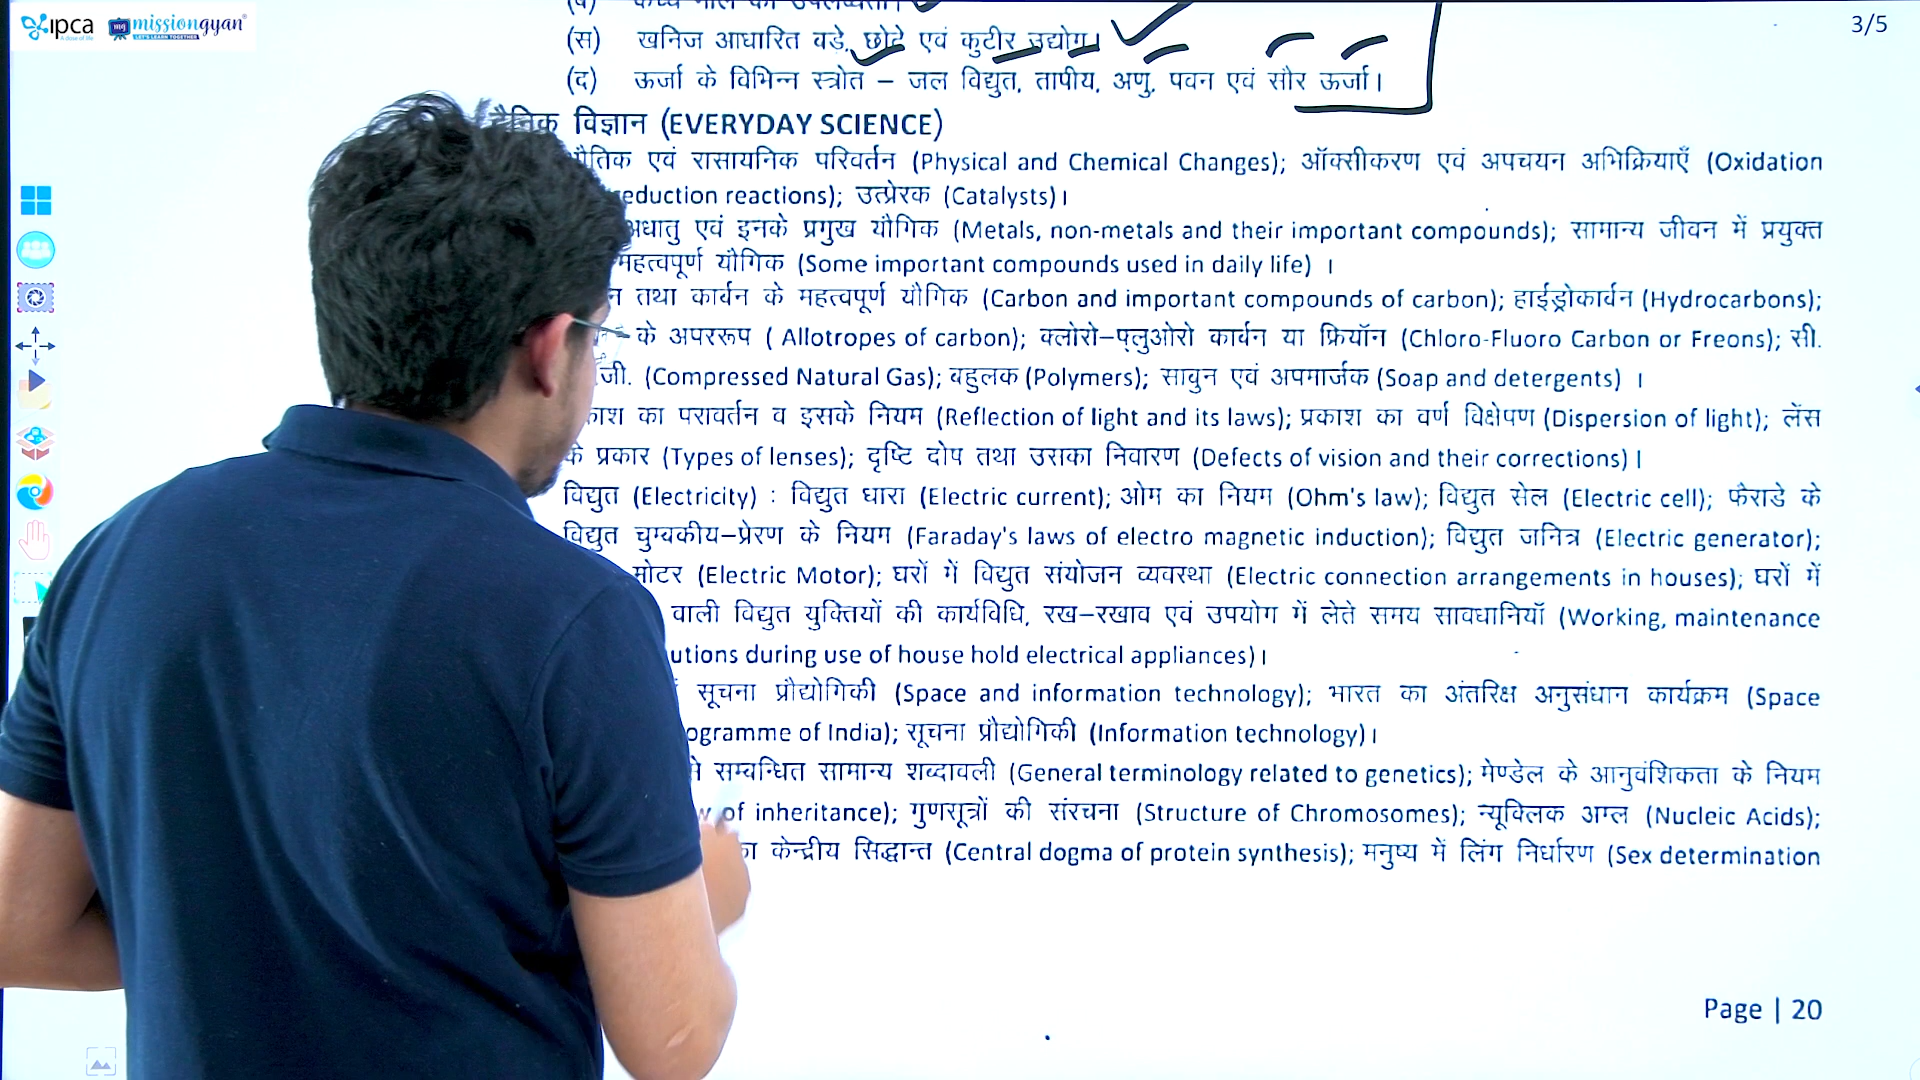 ipca
A dose of life
mg missiongyan®
LET'S LEARN TOGETHER
3/5
(ब) कच्चे माल की उपलब्धता।
(स) खनिज आधारित बड़े, छोटे एवं कुटीर उद्योग।
(द) ऊर्जा के विभिन्न स्त्रोत – जल विद्युत, तापीय, अणु, पवन एवं सौर ऊर्जा।
दैनिक विज्ञान (EVERYDAY SCIENCE)
भौतिक एवं रासायनिक परिवर्तन (Physical and Chemical Changes); ऑक्सीकरण एवं अपचयन अभिक्रियाएँ (Oxidation
reduction reactions); उत्प्रेरक (Catalysts)।
अधातु एवं इनके प्रमुख यौगिक (Metals, non-metals and their important compounds); सामान्य जीवन में प्रयुक्त
महत्वपूर्ण यौगिक (Some important compounds used in daily life) ।
तथा कार्बन के महत्वपूर्ण यौगिक (Carbon and important compounds of carbon); हाईड्रोकार्बन (Hydrocarbons);
के अपररूप ( Allotropes of carbon); क्लोरो–फ्लुओरो कार्बन या फ्रियॉन (Chloro-Fluoro Carbon or Freons); सी.
जी. (Compressed Natural Gas); बहुलक (Polymers); साबुन एवं अपमार्जक (Soap and detergents) ।
काश का परावर्तन व इसके नियम (Reflection of light and its laws); प्रकाश का वर्ण विक्षेपण (Dispersion of light); लेंस
के प्रकार (Types of lenses); दृष्टि दोष तथा उसका निवारण (Defects of vision and their corrections)।
विद्युत (Electricity) : विद्युत धारा (Electric current); ओम का नियम (Ohm's law); विद्युत सेल (Electric cell); फैराडे के
विद्युत चुम्बकीय–प्रेरण के नियम (Faraday's laws of electro magnetic induction); विद्युत जनित्र (Electric generator);
मोटर (Electric Motor); घरों में विद्युत संयोजन व्यवस्था (Electric connection arrangements in houses); घरों में
वाली विद्युत युक्तियों की कार्यविधि, रख–रखाव एवं उपयोग में लेते समय सावधानियॉ (Working, maintenance
utions during use of house hold electrical appliances)।
सूचना प्रौद्योगिकी (Space and information technology); भारत का अंतरिक्ष अनुसंधान कार्यक्रम (Space
ogramme of India); सूचना प्रौद्योगिकी (Information technology)।
से सम्बन्धित सामान्य शब्दावली (General terminology related to genetics); मेण्डेल के आनुवंशिकता के नियम
of inheritance); गुणसूत्रों की संरचना (Structure of Chromosomes); न्यूक्लिक अम्ल (Nucleic Acids);
का केन्द्रीय सिद्धान्त (Central dogma of protein synthesis); मनुष्य में लिंग निर्धारण (Sex determination
Page | 20